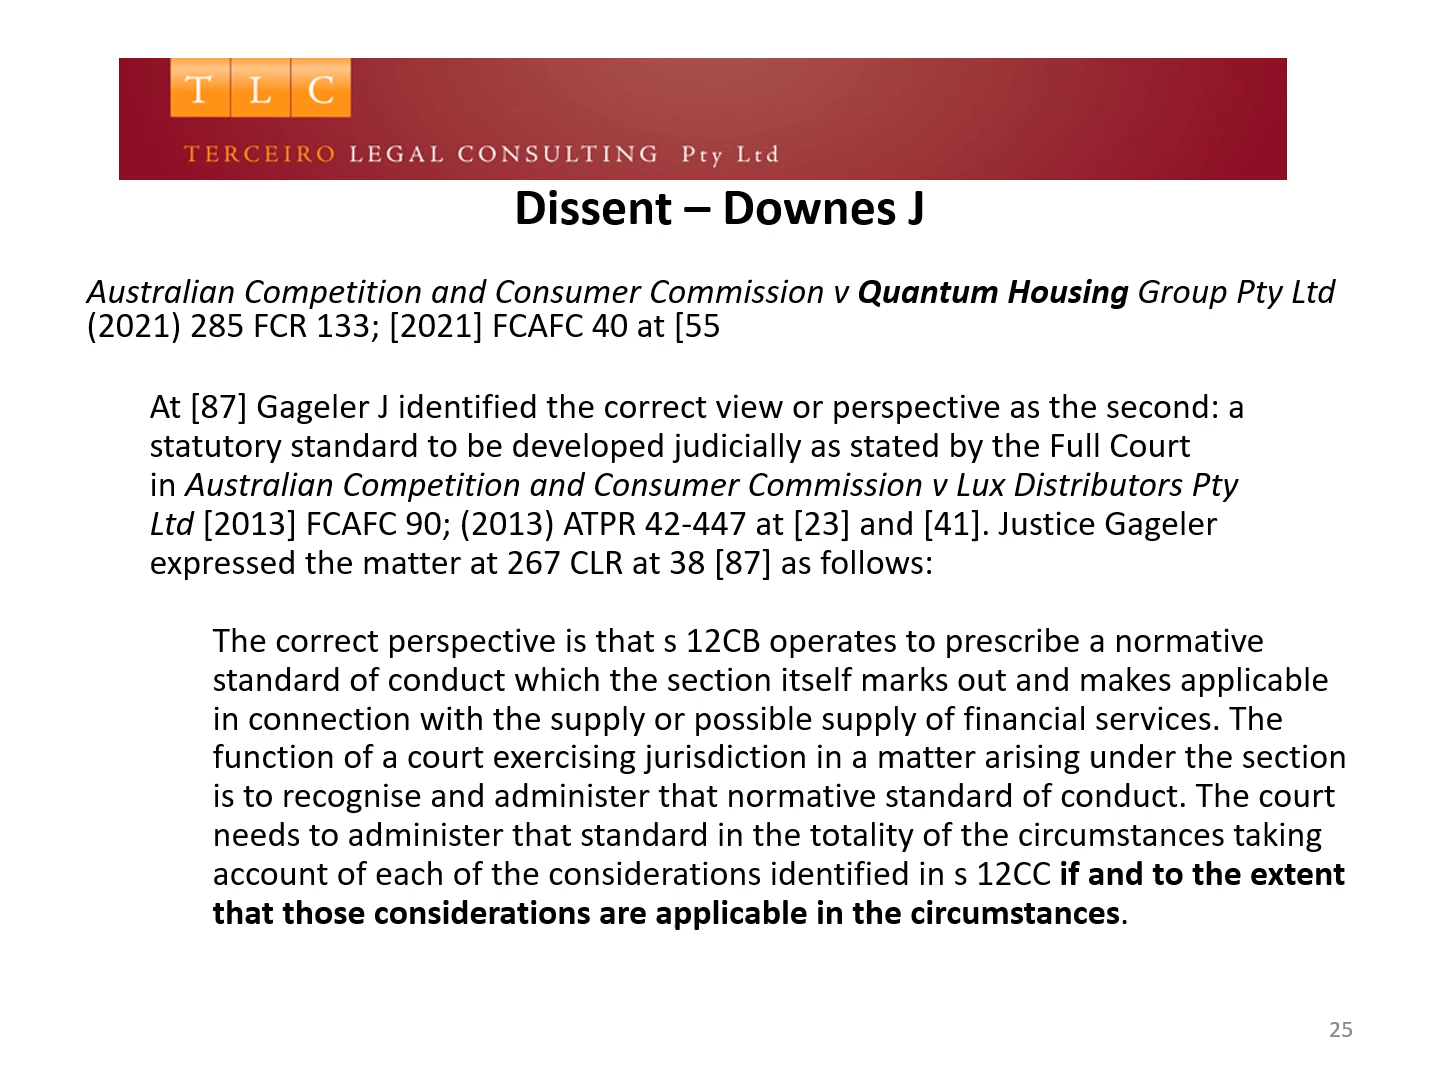 T L C
TERCEIRO LEGAL CONSULTING Pty Ltd
Dissent – Downes J
Australian Competition and Consumer Commission v Quantum Housing Group Pty Ltd
(2021) 285 FCR 133; [2021] FCAFC 40 at [55
At [87] Gageler J identified the correct view or perspective as the second: a
statutory standard to be developed judicially as stated by the Full Court
in Australian Competition and Consumer Commission v Lux Distributors Pty
Ltd [2013] FCAFC 90; (2013) ATPR 42-447 at [23] and [41]. Justice Gageler
expressed the matter at 267 CLR at 38 [87] as follows:
The correct perspective is that s 12CB operates to prescribe a normative
standard of conduct which the section itself marks out and makes applicable
in connection with the supply or possible supply of financial services. The
function of a court exercising jurisdiction in a matter arising under the section
is to recognise and administer that normative standard of conduct. The court
needs to administer that standard in the totality of the circumstances taking
account of each of the considerations identified in s 12CC if and to the extent
that those considerations are applicable in the circumstances.
25